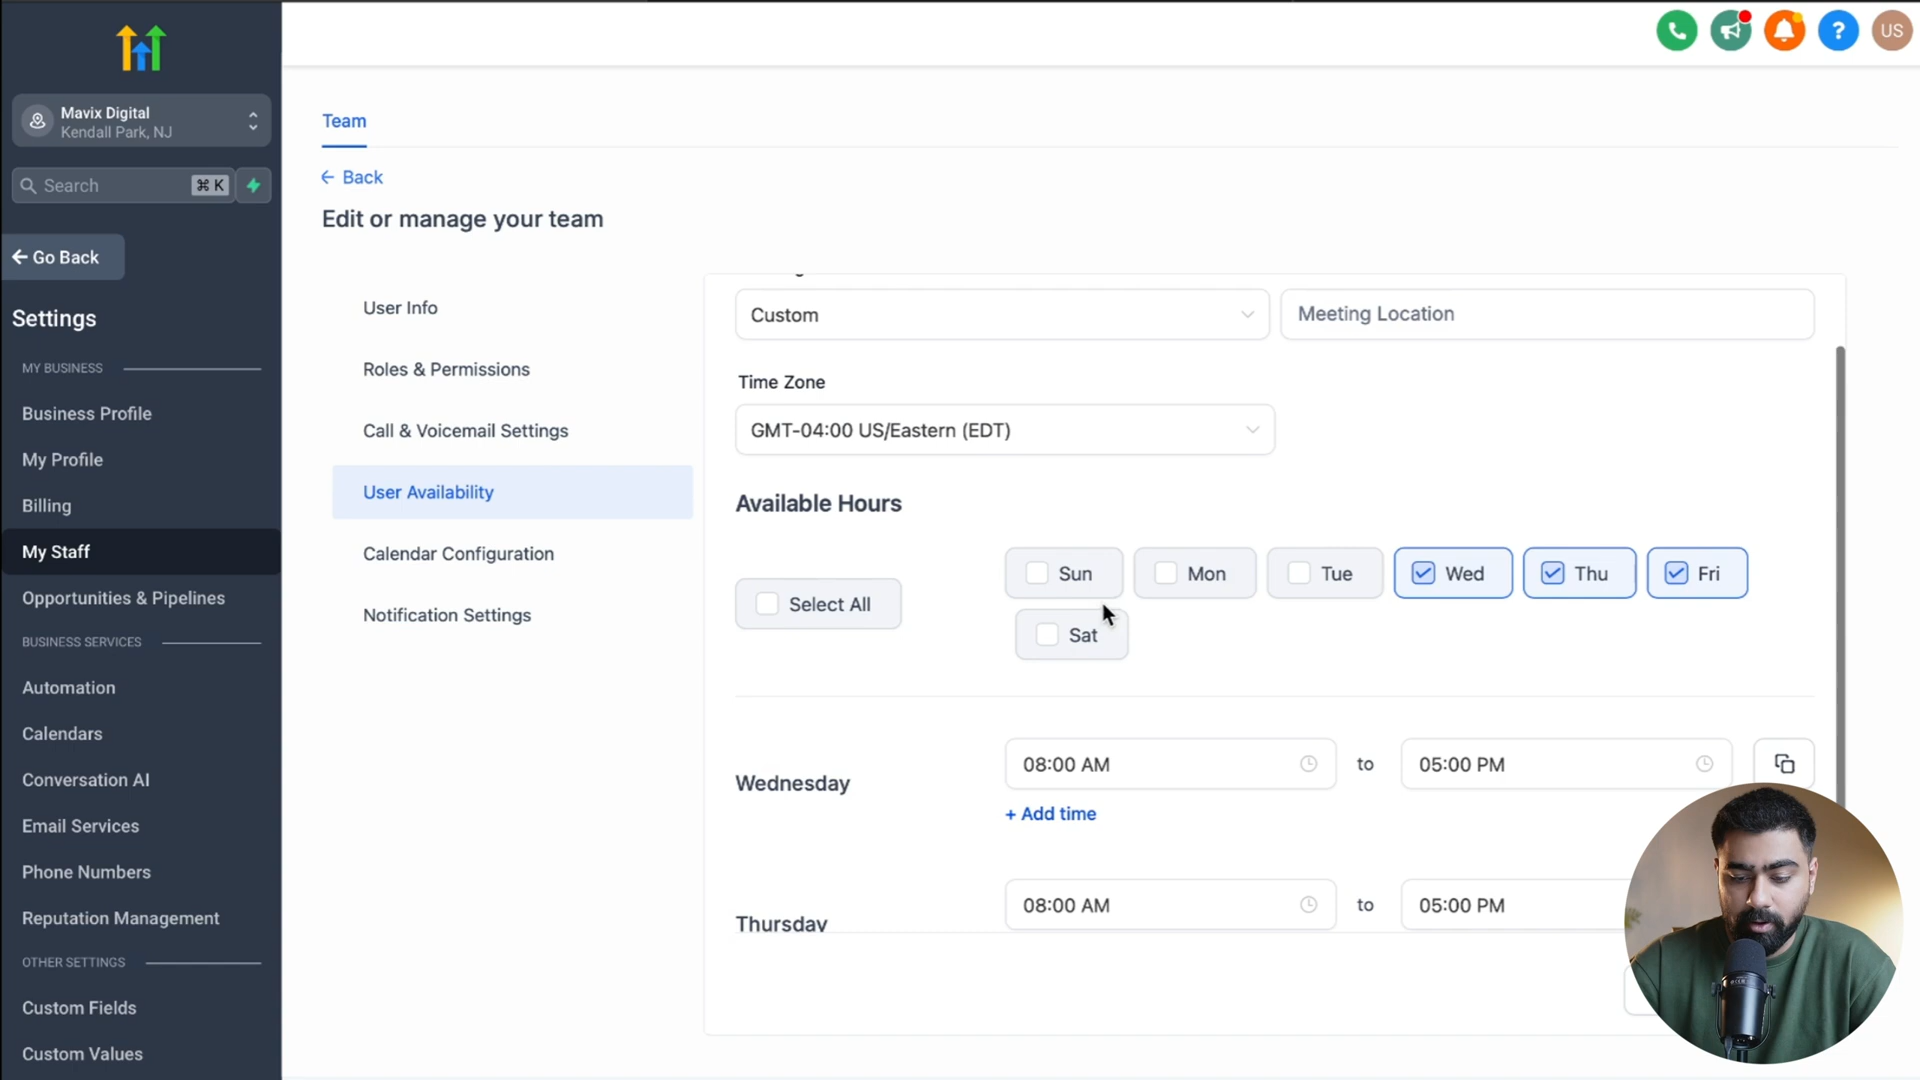 US
Mavix Digital
Kendall Park, NJ
Search
⌘ K
← Go Back
Settings
MY BUSINESS
Business Profile
My Profile
Billing
My Staff
Opportunities & Pipelines
BUSINESS SERVICES
Automation
Calendars
Conversation AI
Email Services
Phone Numbers
Reputation Management
OTHER SETTINGS
Custom Fields
Custom Values
Team
← Back
Edit or manage your team
User Info
Roles & Permissions
Call & Voicemail Settings
User Availability
Calendar Configuration
Notification Settings
Custom
Meeting Location
Time Zone
GMT-04:00 US/Eastern (EDT)
Available Hours
Select All
Sun Mon Tue Wed Thu Fri
Sat
Wednesday
08:00 AM to 05:00 PM
+ Add time
Thursday
08:00 AM to 05:00 PM